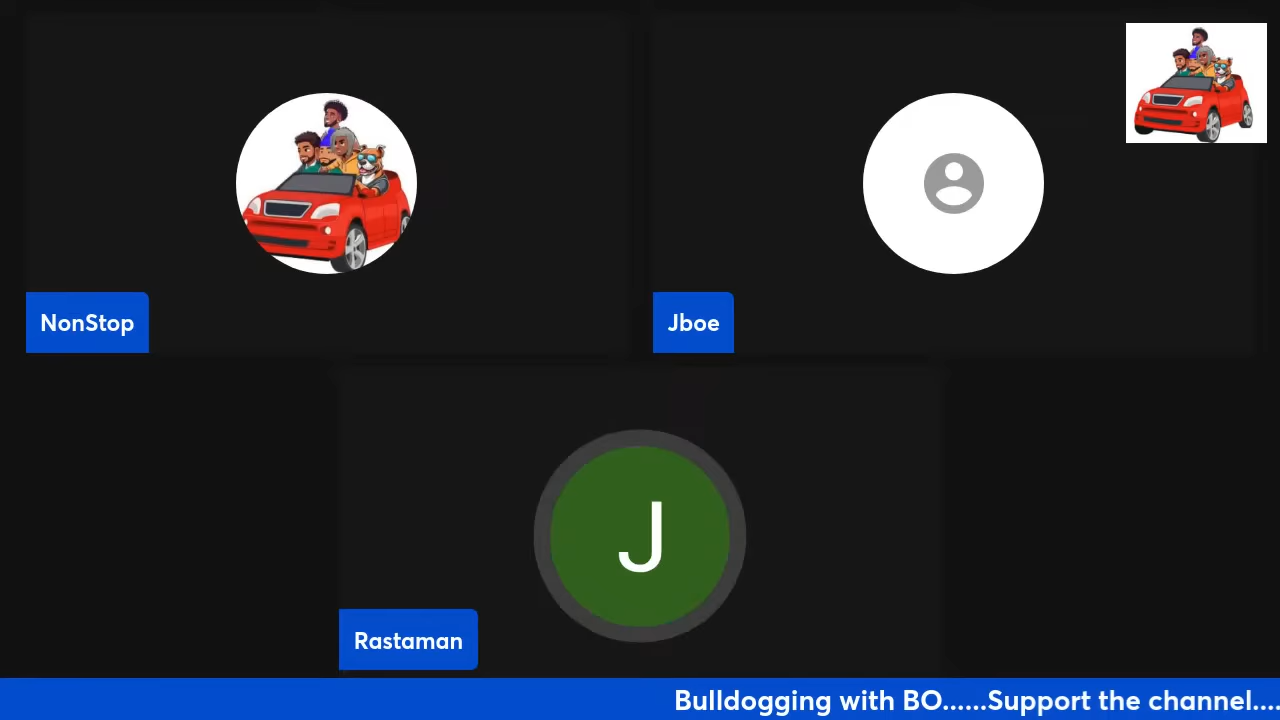 NonStop
Jboe
J
Rastaman
Bulldogging with BO......Support the channel....